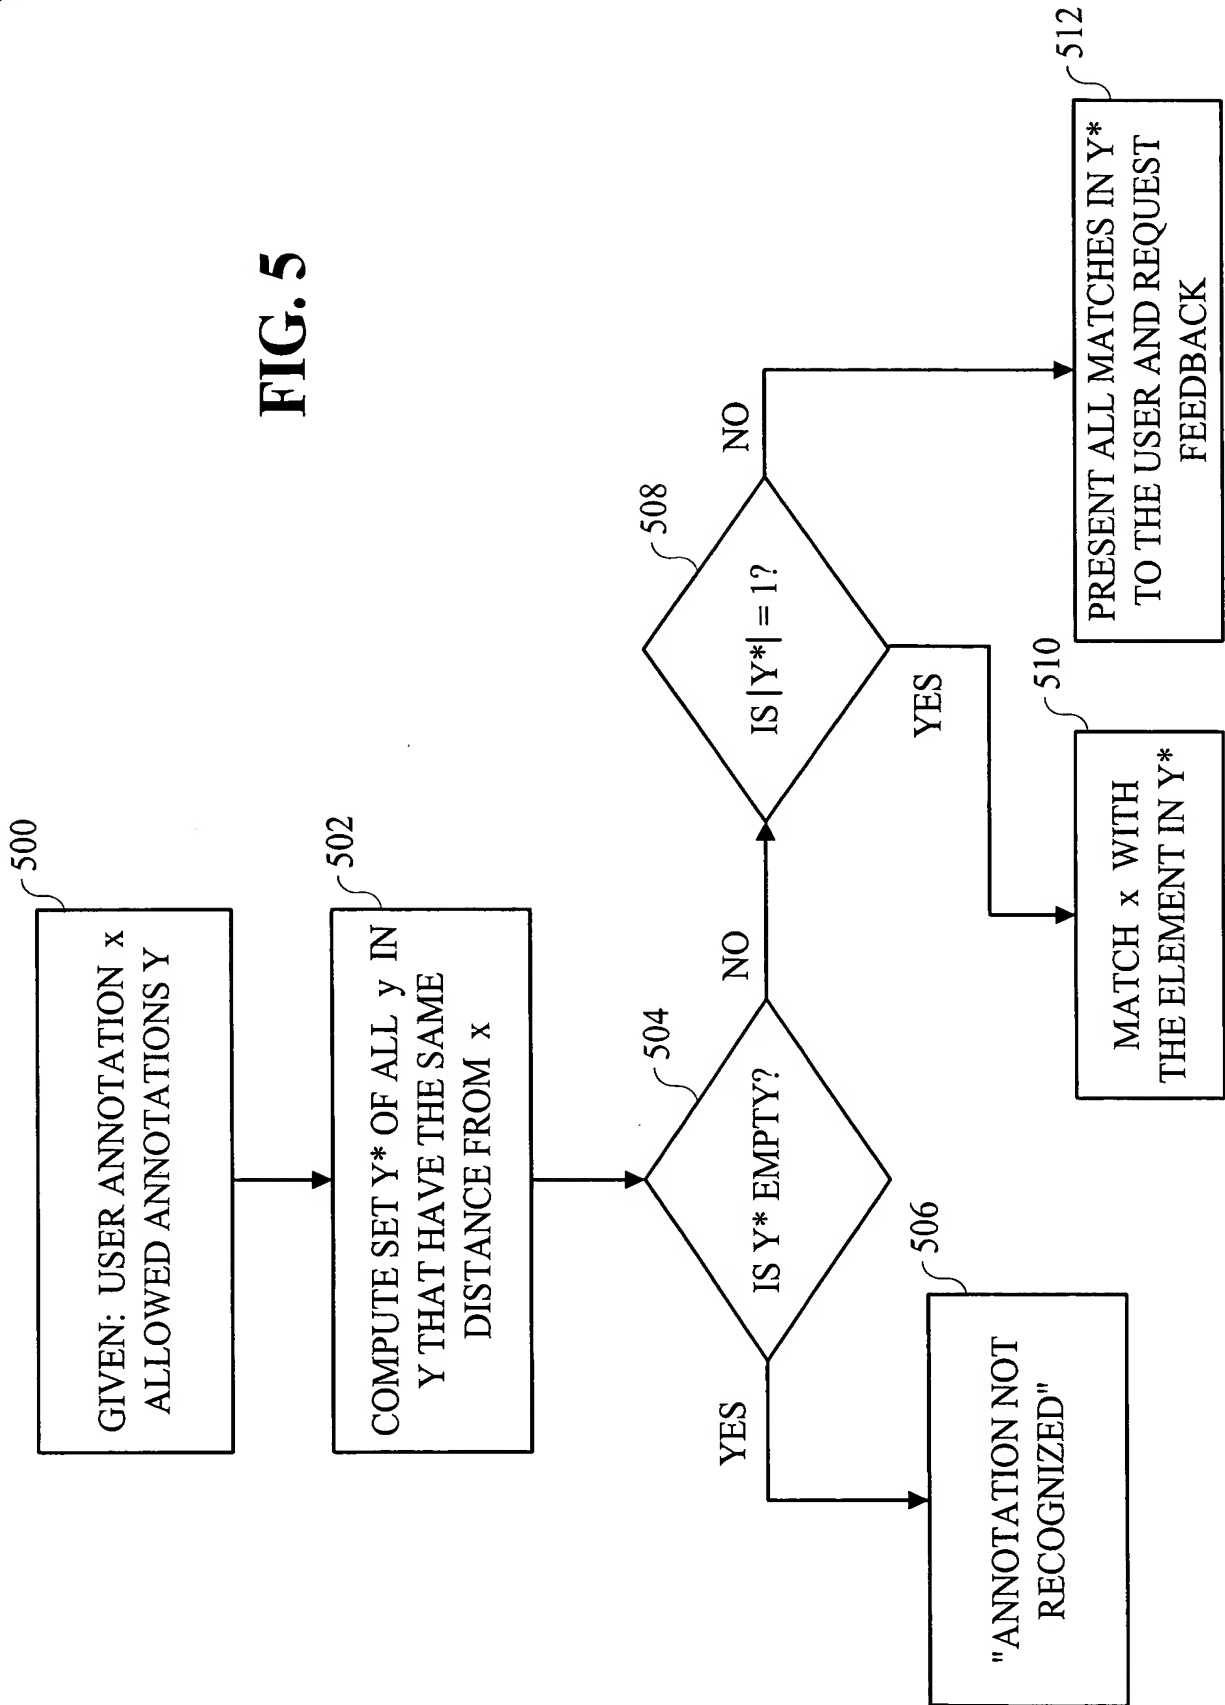 500
GIVEN: USER ANNOTATION x
ALLOWED ANNOTATIONS Y
502
COMPUTE SET Y* OF ALL y IN
Y THAT HAVE THE SAME
DISTANCE FROM x
504
IS Y* EMPTY?
YES
NO
506
"ANNOTATION NOT
RECOGNIZED"
508
IS |Y*| = 1?
YES
NO
510
MATCH x WITH
THE ELEMENT IN Y*
512
PRESENT ALL MATCHES IN Y*
TO THE USER AND REQUEST
FEEDBACK
FIG. 5